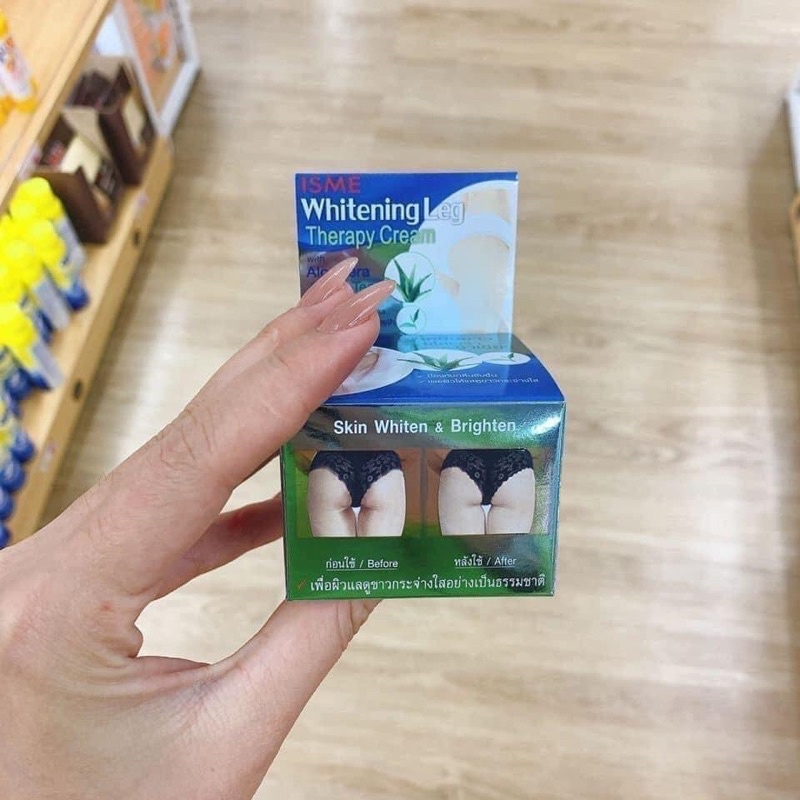 ISME
Whitening Leg
Therapy Cream
with
Skin Whiten & Brighten
ก่อนใช้ / Before
หลังใช้ / After
✓ เพื่อผิวแลดูขาวกระจ่างใสอย่างเป็นธรรมชาติ